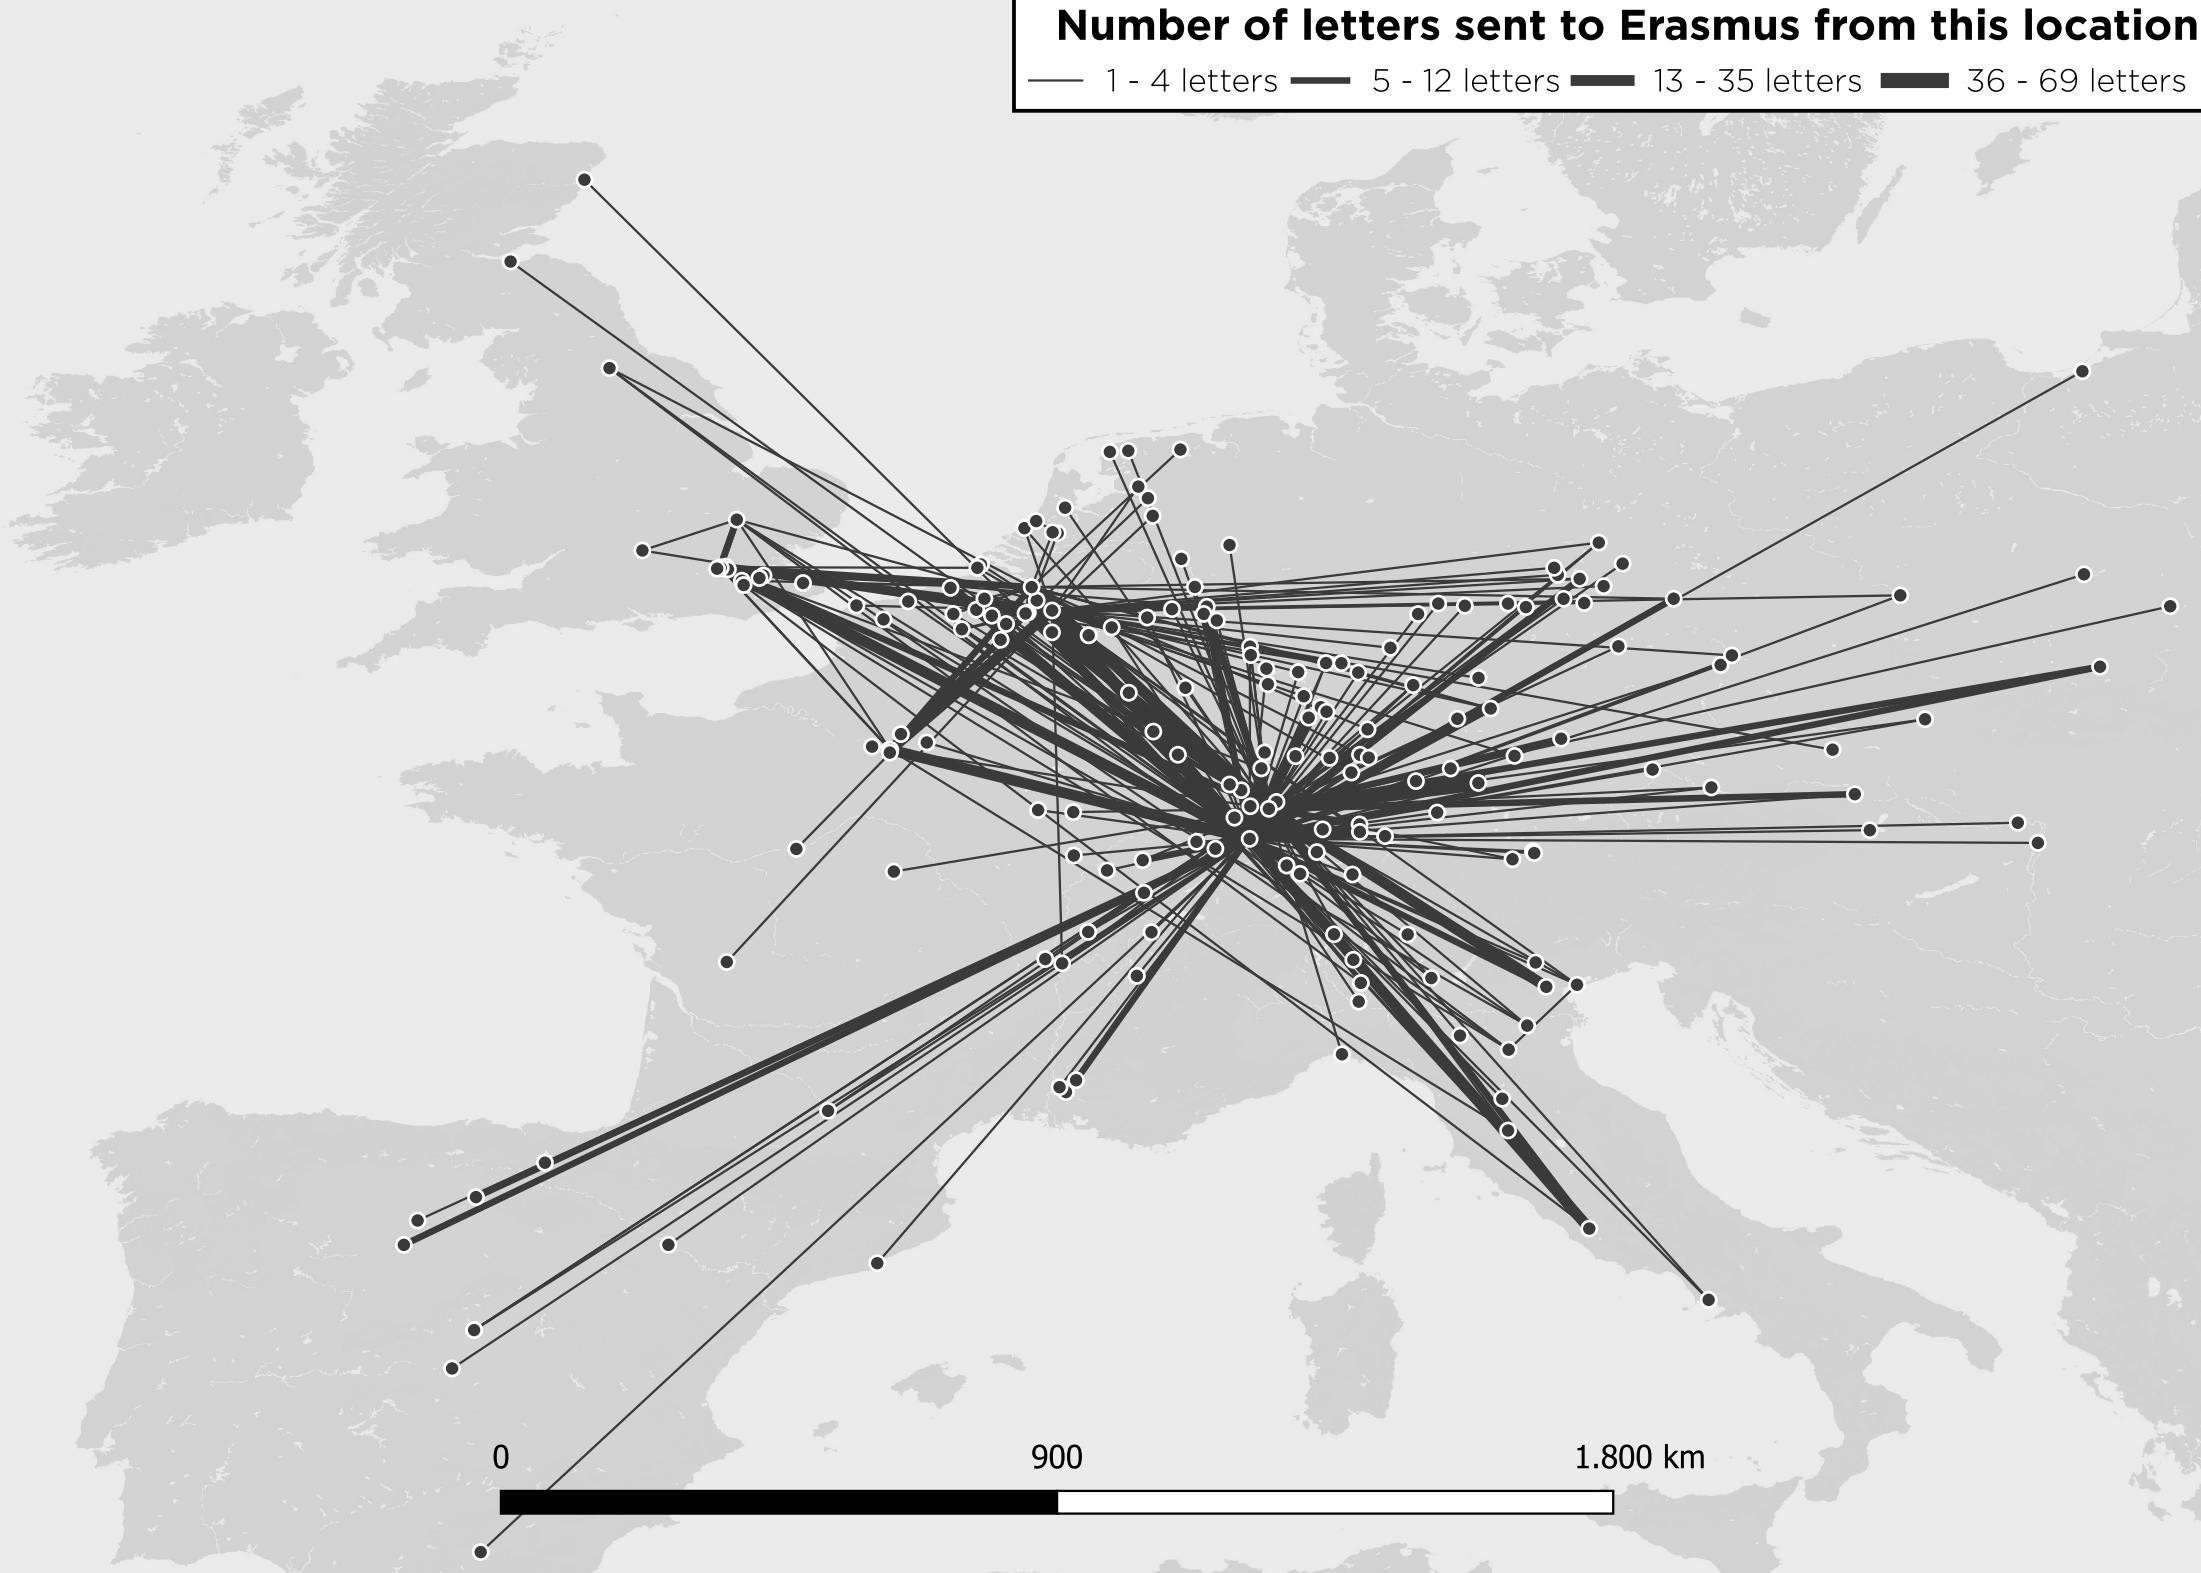 Number of letters sent to Erasmus from this location
1 - 4 letters 5 - 12 letters 13 - 35 letters 36 - 69 letters
0 900 1.800 km